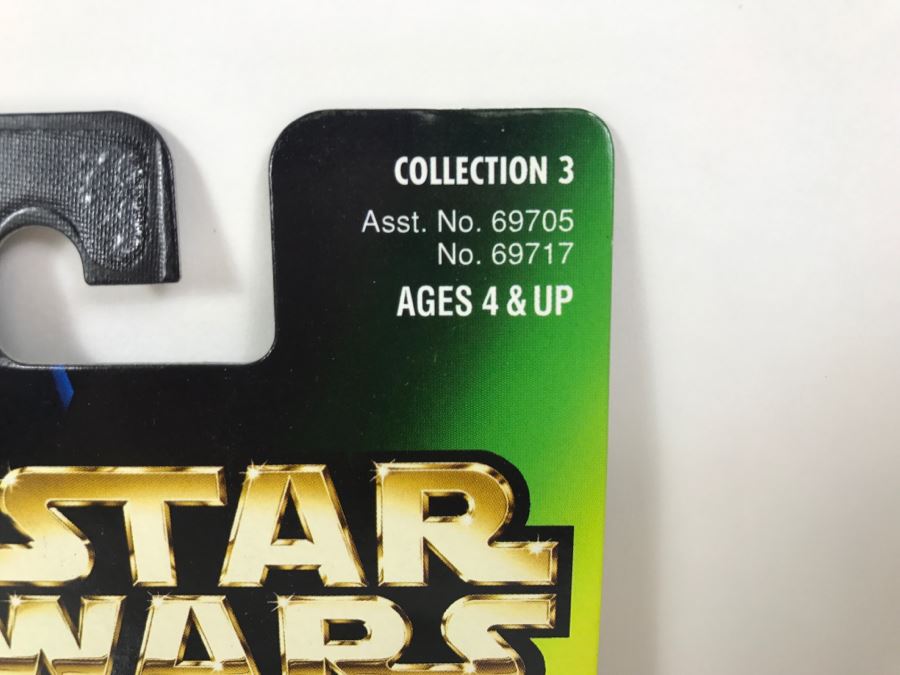 COLLECTION 3
Asst. No. 69705
No. 69717
AGES 4 & UP
STAR
WARS